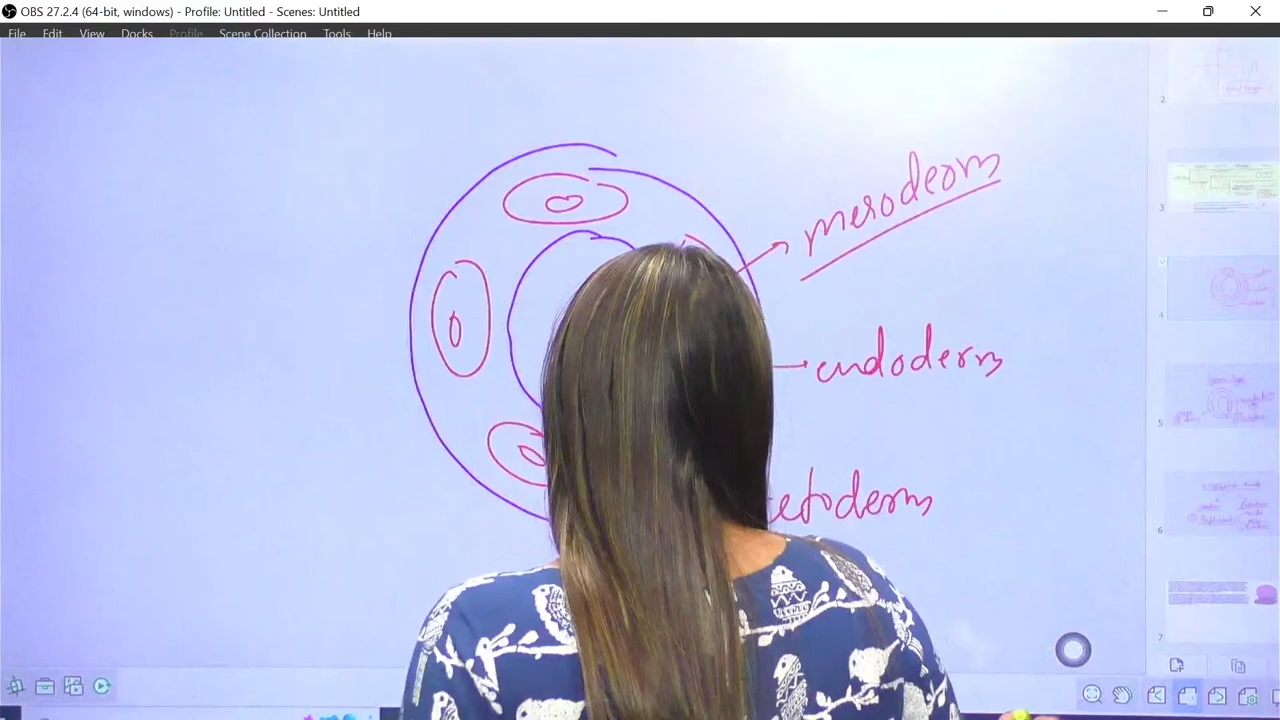 OBS 27.2.4 (64-bit, windows) - Profile: Untitled - Scenes: Untitled
File Edit View Docks Profile Scene Collection Tools Help
mesoderm
endoderm
ectoderm
2
3
4
5
6
7